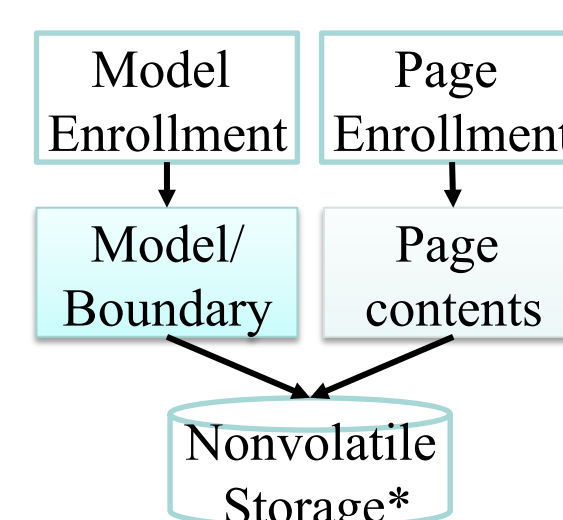 Model
Enrollment
Page
Enrollment
Model/
Boundary
Page
contents
Nonvolatile
Storage*